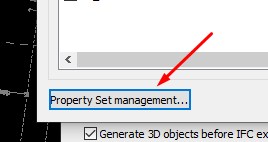 Property Set management...
Generate 3D objects before IFC ex